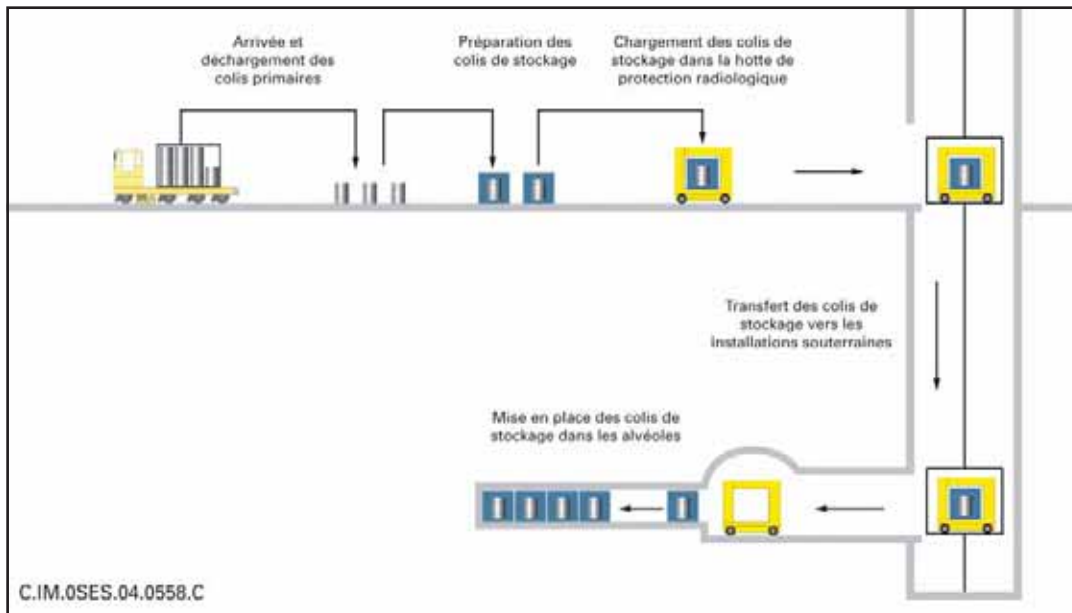 Arrivée et
déchargement des
colis primaires
Préparation des
colis de stockage
Chargement des colis de
stockage dans la hotte de
protection radiologique
Transfert des colis de
stockage vers les
installations souterraines
Mise en place des colis de
stockage dans les alvéoles
C.IM.0SES.04.0558.C